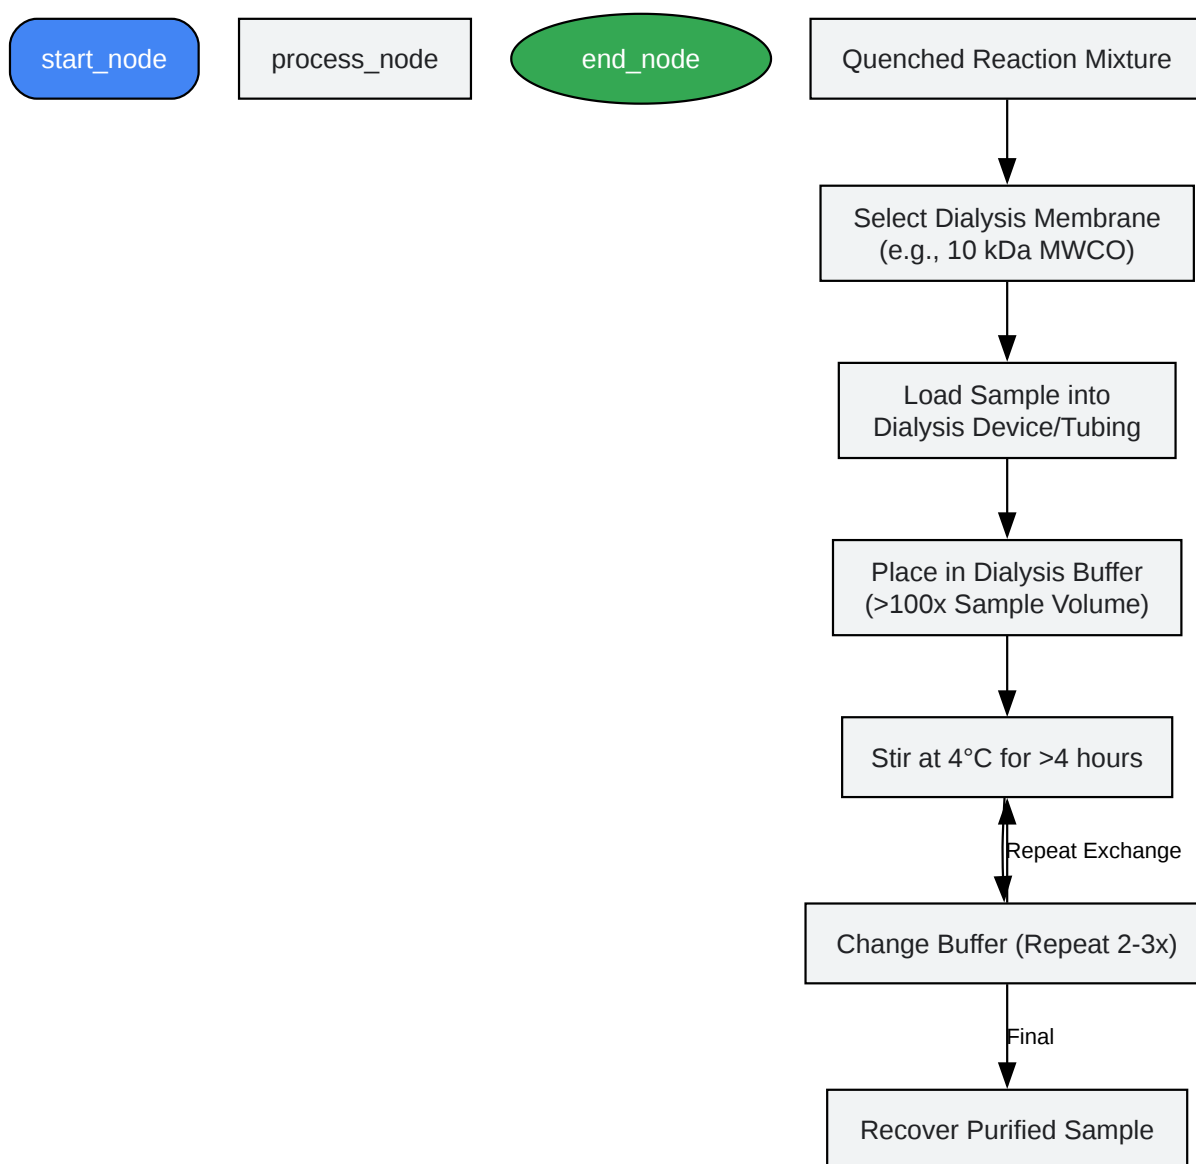 start_node
process_node
end_node
Quenched Reaction Mixture
Select Dialysis Membrane
(e.g., 10 kDa MWCO)
Load Sample into
Dialysis Device/Tubing
Place in Dialysis Buffer
(>100x Sample Volume)
Stir at 4°C for >4 hours
Repeat Exchange
Change Buffer (Repeat 2-3x)
Final
Recover Purified Sample